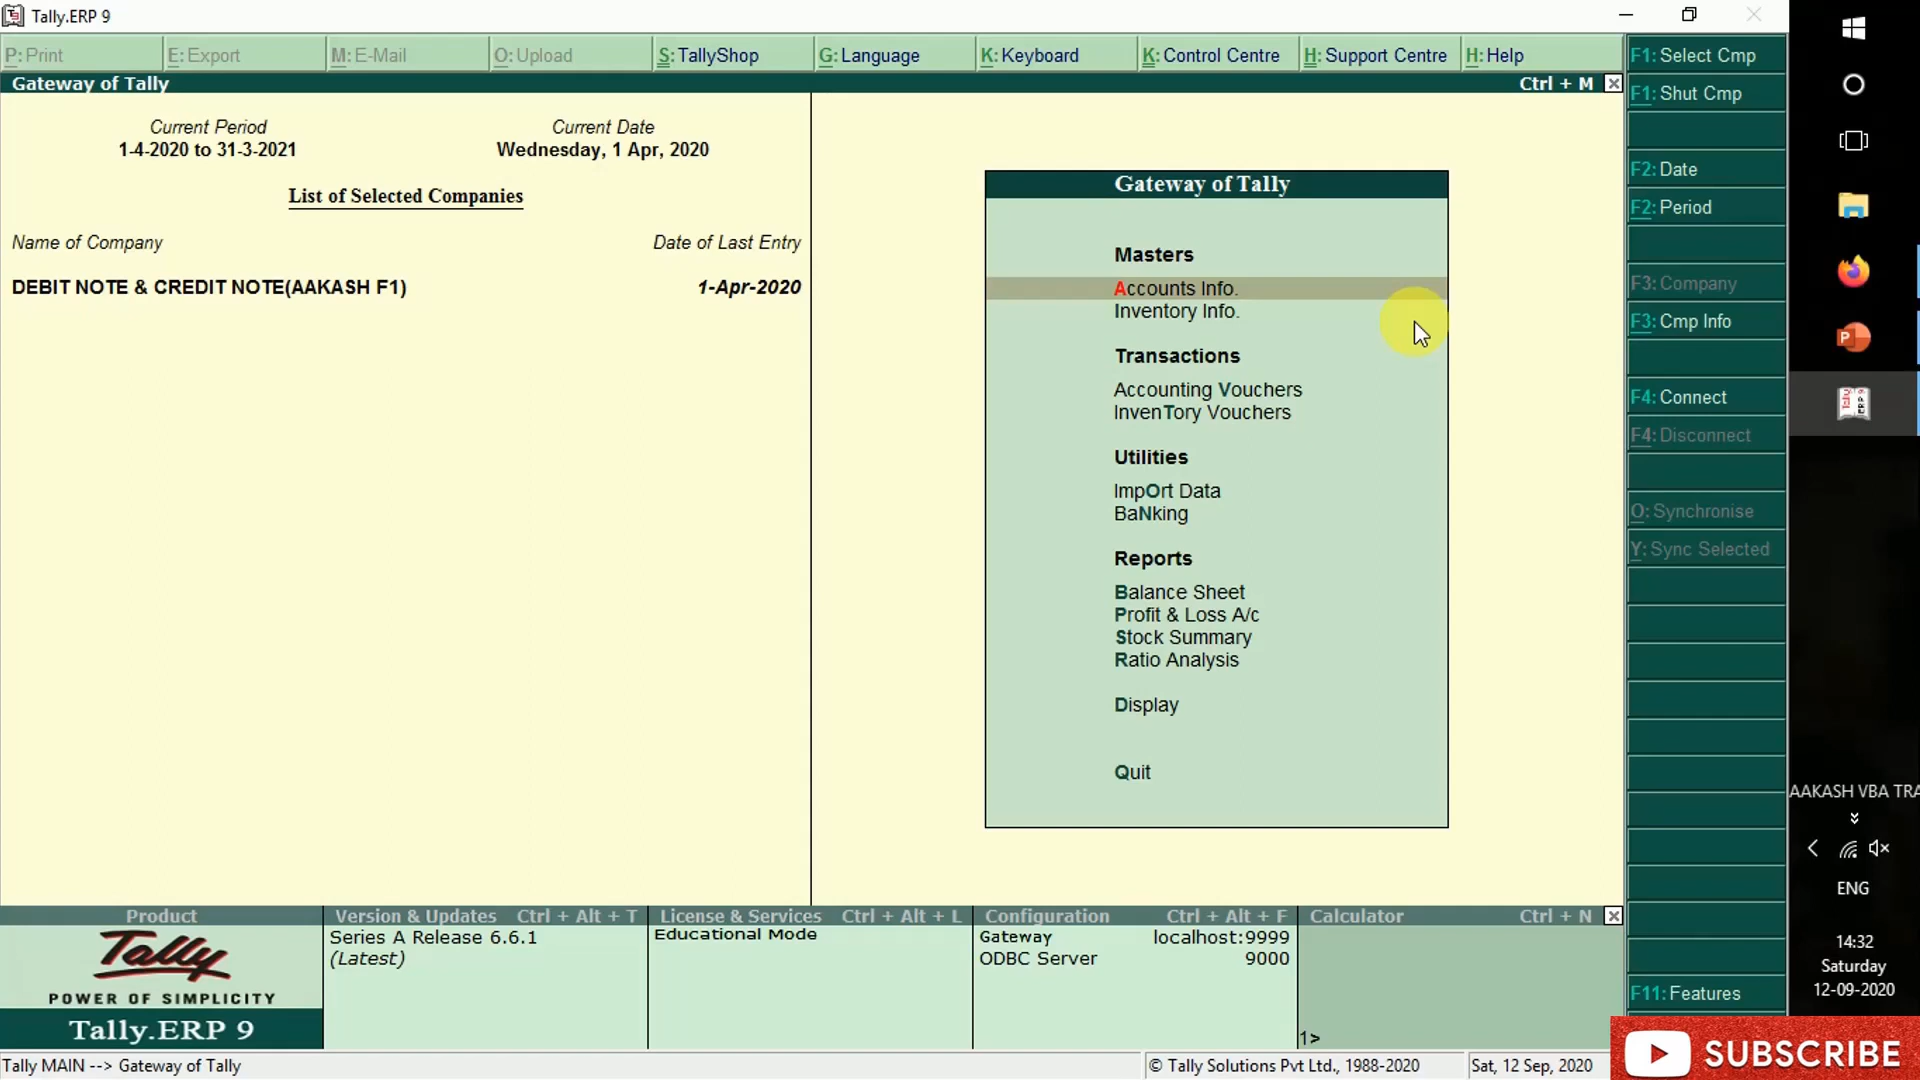 Tally.ERP 9
P: Print
E: Export
M: E-Mail
O: Upload
S: TallyShop
G: Language
K: Keyboard
K: Control Centre
H: Support Centre
H: Help
Gateway of Tally
Ctrl + M
Current Period
1-4-2020 to 31-3-2021
Current Date
Wednesday, 1 Apr, 2020
List of Selected Companies
Name of Company
Date of Last Entry
DEBIT NOTE & CREDIT NOTE(AAKASH F1)
1-Apr-2020
Gateway of Tally
Masters
Accounts Info.
Inventory Info.
Transactions
Accounting Vouchers
InvenTory Vouchers
Utilities
ImpOrt Data
BaNking
Reports
Balance Sheet
Profit & Loss A/c
Stock Summary
Ratio Analysis
Display
Quit
F1: Select Cmp
F1: Shut Cmp
F2: Date
F2: Period
F3: Company
F3: Cmp Info
F4: Connect
F4: Disconnect
O: Synchronise
Y: Sync Selected
F11: Features
Product
Tally
POWER OF SIMPLICITY
Tally.ERP 9
Version & Updates Ctrl + Alt + T
Series A Release 6.6.1
(Latest)
License & Services Ctrl + Alt + L
Educational Mode
Configuration Ctrl + Alt + F
Gateway localhost:9999
ODBC Server 9000
Calculator Ctrl + N
1>
Tally MAIN --> Gateway of Tally
© Tally Solutions Pvt Ltd., 1988-2020
Sat, 12 Sep, 2020
AAKASH VBA TRA
ENG
14:32
Saturday
12-09-2020
SUBSCRIBE